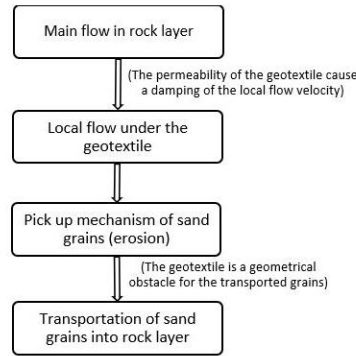 Main flow in rock layer
(The permeability of the geotextile cause
a damping of the local flow velocity)
Local flow under the
geotextile
Pick up mechanism of sand
grains (erosion)
(The geotextile is a geometrical
obstacle for the transported grains)
Transportation of sand
grains into rock layer